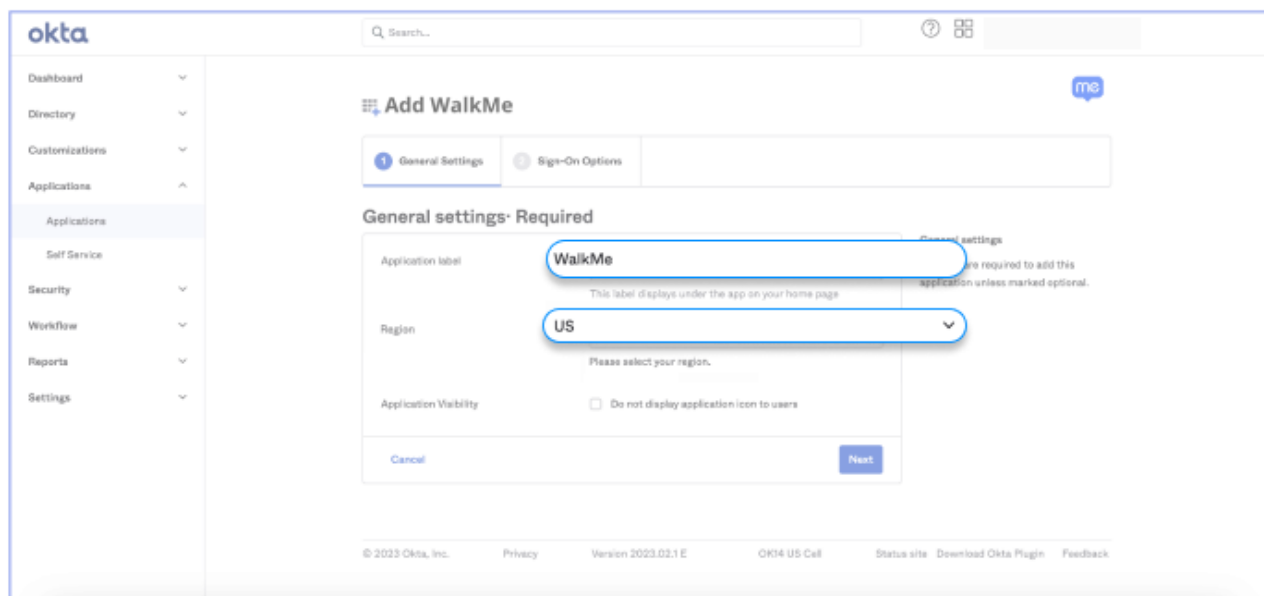 okta
Search...
Dashboard
Directory
Customizations
Applications
Applications
Self Service
Security
Workflow
Reports
Settings
me
Add WalkMe
1 General Settings
2 Sign-On Options
General settings· Required
Application label
WalkMe
This label displays under the app on your home page
Region
US
Please select your region.
Application Visibility
Do not display application icon to users
Cancel
Next
General settings
are required to add this
application unless marked optional.
© 2023 Okta, Inc. Privacy Version 2023.02.1 E OK14 US Cell Status site Download Okta Plugin Feedback